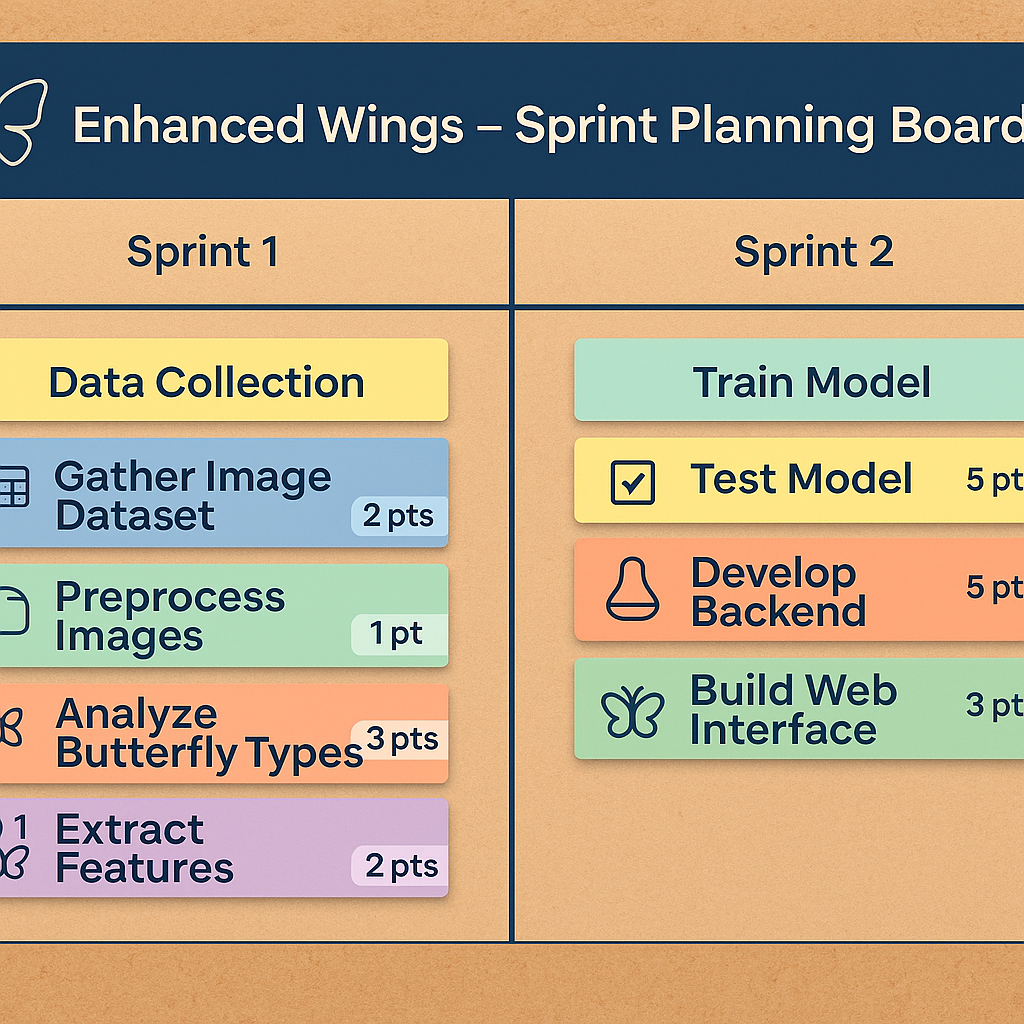 Enhanced Wings – Sprint Planning Board
Sprint 1
Data Collection
Gather Image
Dataset
2 pts
Preprocess
Images
1 pt
Analyze
Butterfly Types
3 pts
1
Extract
Features
2 pts
Sprint 2
Train Model
Test Model
5 pt
Develop
Backend
5 pt
Build Web
Interface
3 pt